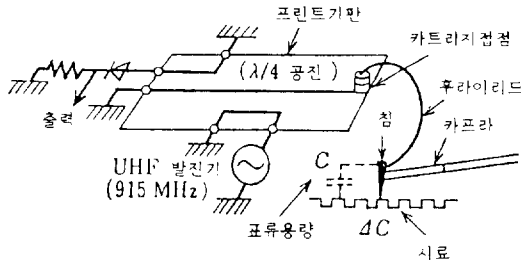 프린트기판
(λ/4 공진)
카트리지접점
후라이리드
출력
침
카프라
UHF 발진기
(915 MHz)
C
표류용량
ΔC
시료